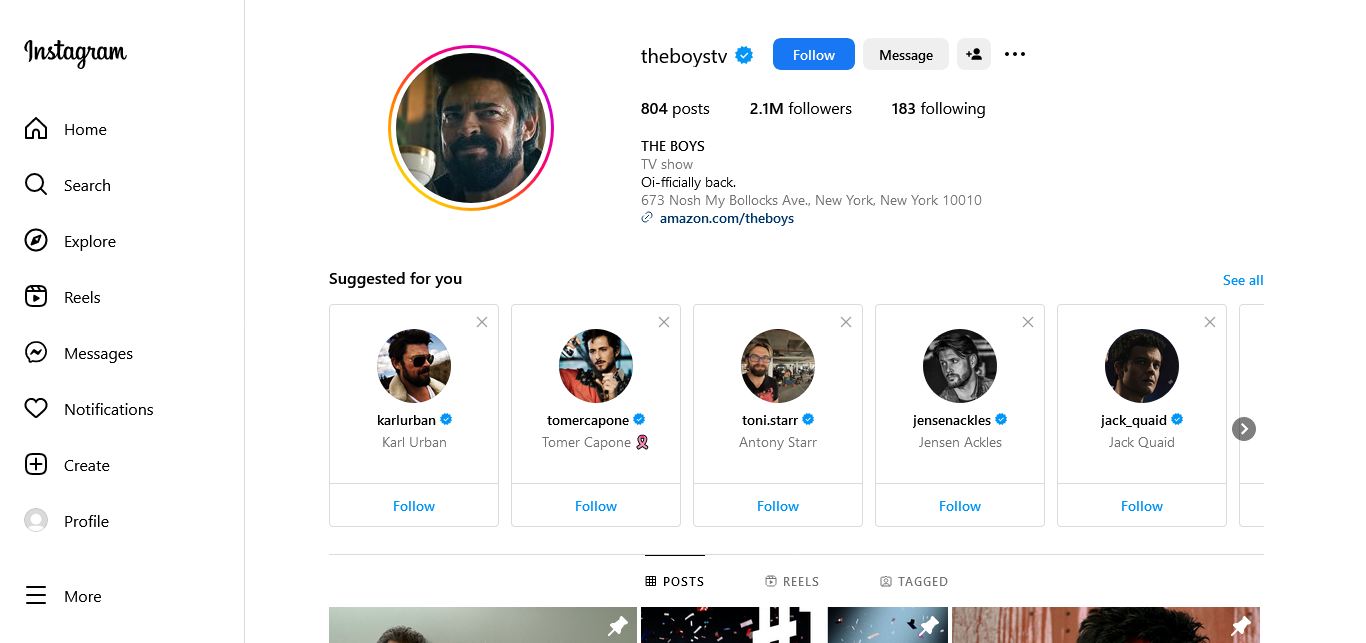 Instagram
Home
Search
Explore
Reels
Messages
Notifications
Create
Profile
More
theboystv Follow Message
804 posts 2.1M followers 183 following
THE BOYS
TV show
Oi-fficially back.
673 Nosh My Bollocks Ave., New York, New York 10010
amazon.com/theboys
Suggested for you See all
karlurban tomercapone toni.starr jensenackles jack_quaid
Karl Urban Tomer Capone Antony Starr Jensen Ackles Jack Quaid
Follow Follow Follow Follow Follow
POSTS REELS TAGGED
#1